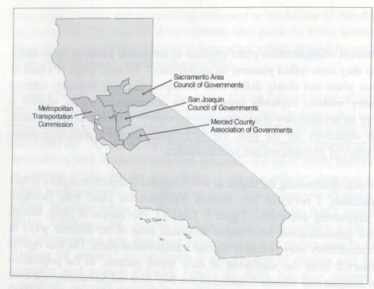 Sacramento Area
Council of Governments
San Joaquin
Council of Governments
Metropolitan
Transportation
Commission
Merced County
Association of Governments